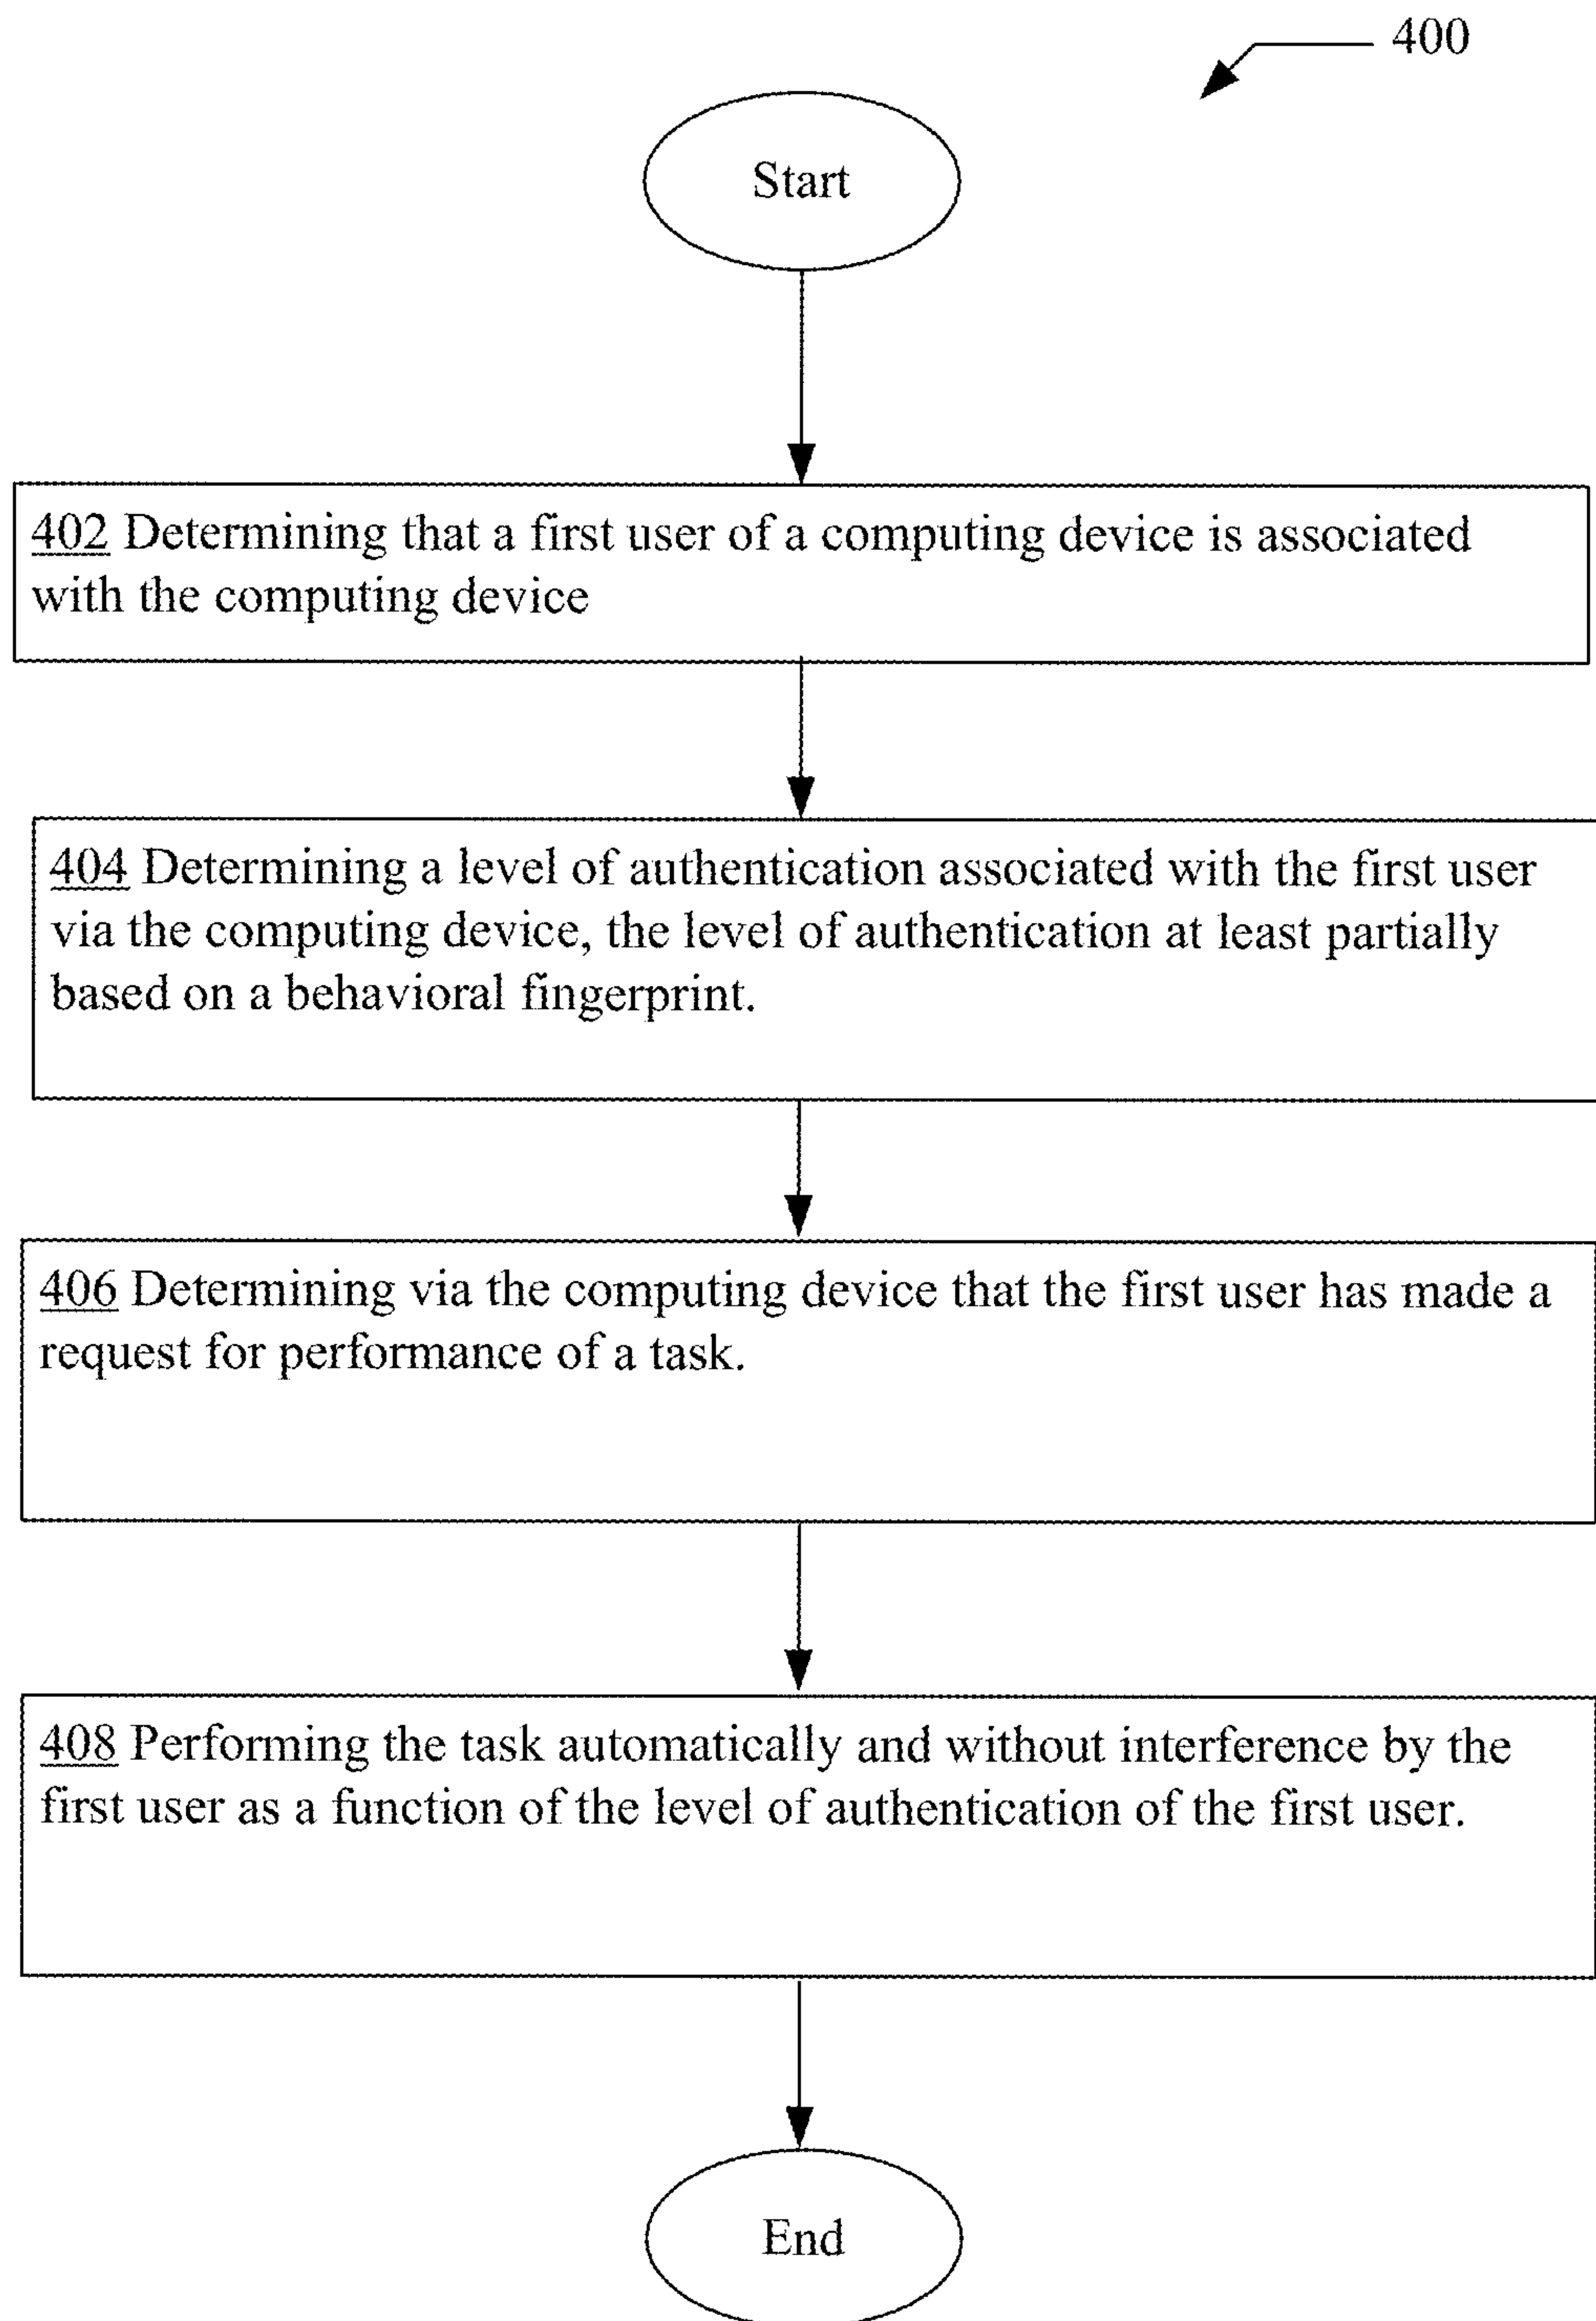 400
Start
402 Determining that a first user of a computing device is associated
with the computing device
404 Determining a level of authentication associated with the first user
via the computing device, the level of authentication at least partially
based on a behavioral fingerprint.
406 Determining via the computing device that the first user has made a
request for performance of a task.
408 Performing the task automatically and without interference by the
first user as a function of the level of authentication of the first user.
End